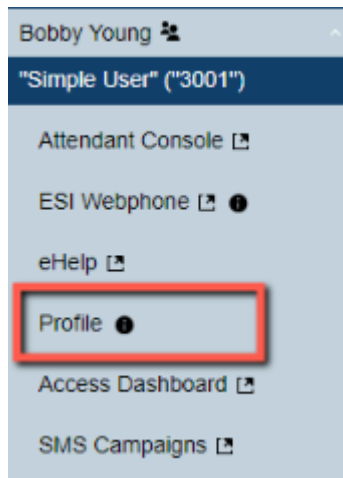 Bobby Young
"Simple User" ("3001")
Attendant Console
ESI Webphone
eHelp
Profile
Access Dashboard
SMS Campaigns